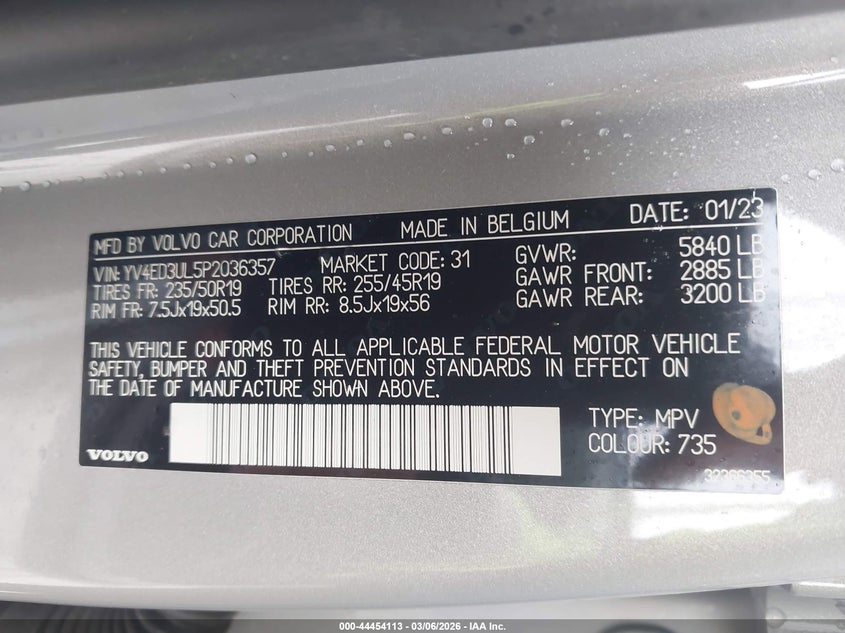 MFD BY VOLVO CAR CORPORATION MADE IN BELGIUM DATE: 01/23
VIN: YV4ED3UL5P2036357 MARKET CODE: 31 GVWR: 5840 LB
TIRES FR: 235/50R19 TIRES RR: 255/45R19 GAWR FRONT: 2885 LB
RIM FR: 7.5Jx19x50.5 RIM RR: 8.5Jx19x56 GAWR REAR: 3200 LB
THIS VEHICLE CONFORMS TO ALL APPLICABLE FEDERAL MOTOR VEHICLE
SAFETY, BUMPER AND THEFT PREVENTION STANDARDS IN EFFECT ON
THE DATE OF MANUFACTURE SHOWN ABOVE.
TYPE: MPV
COLOUR: 735
VOLVO
32366355
000-44454113 - 03/06/2026 - IAA Inc.